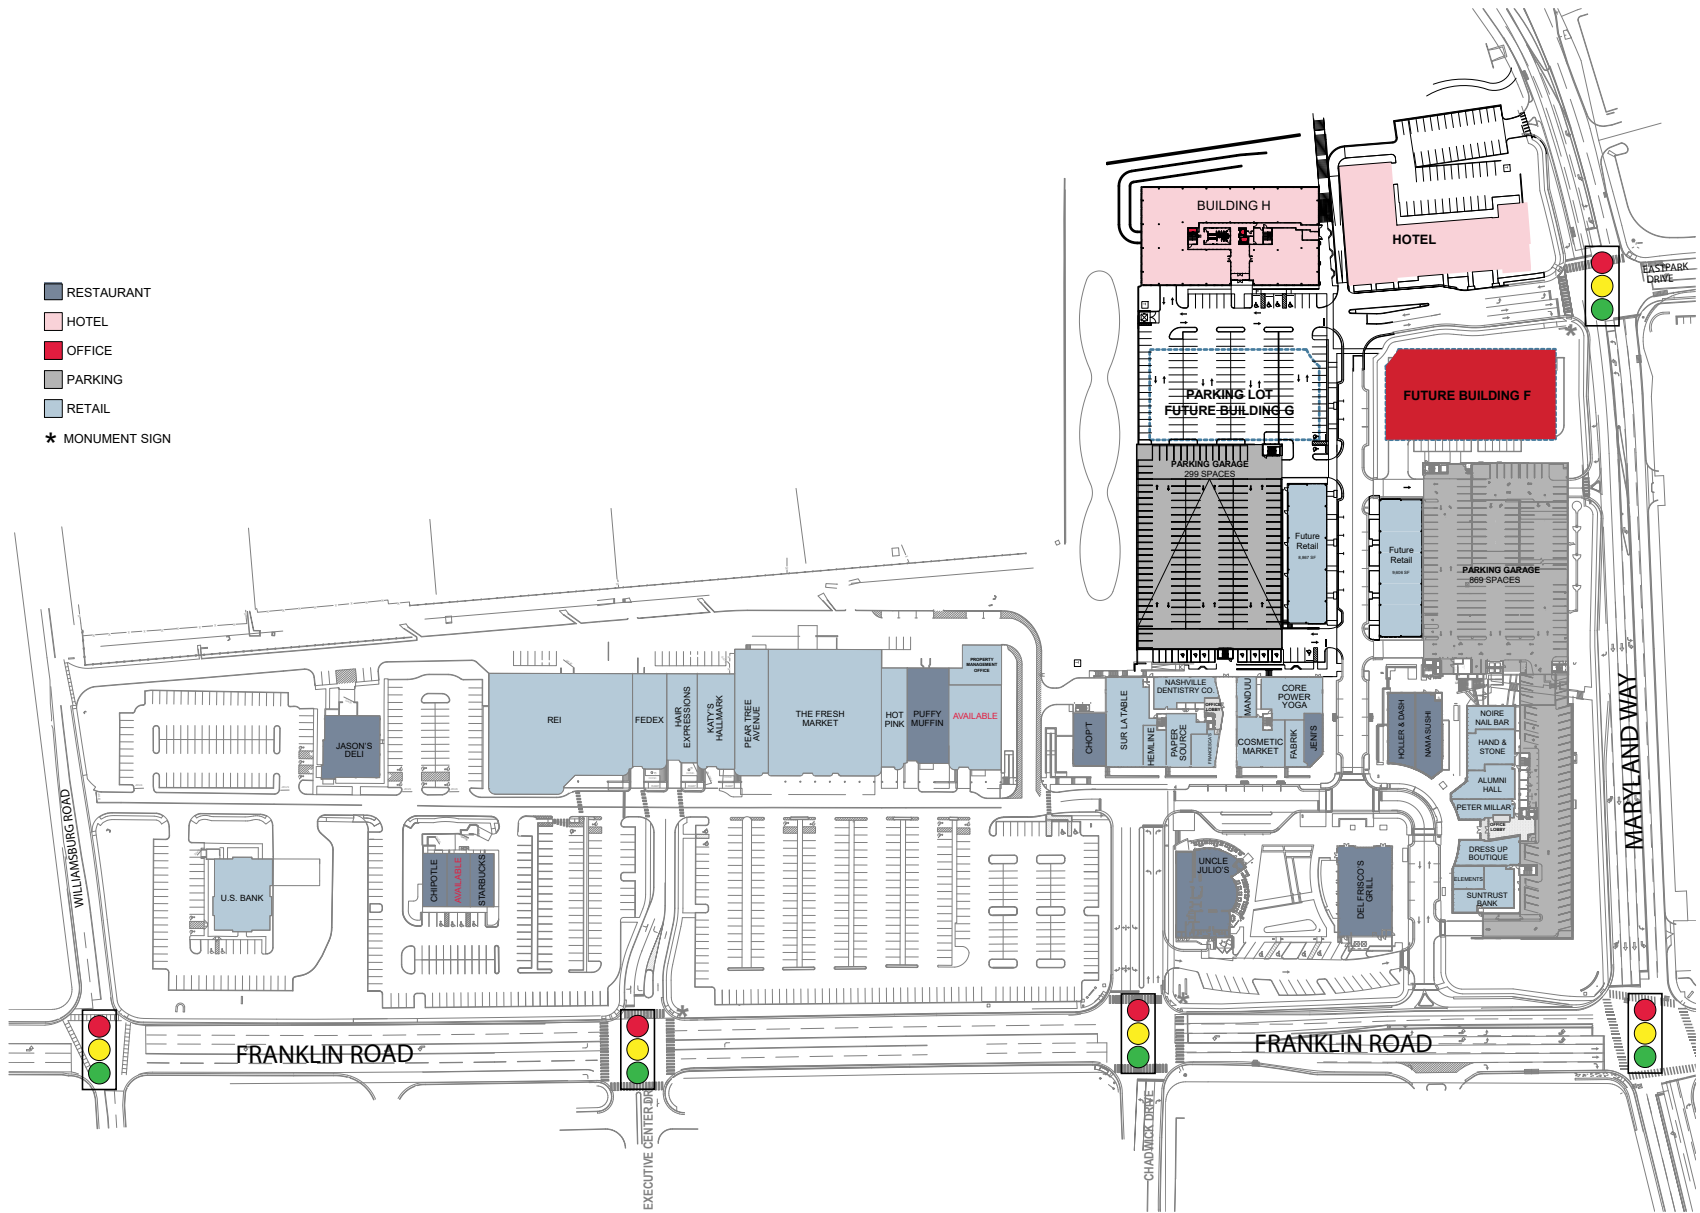 BUILDING H
HOTEL
EASTPARK
DRIVE
RESTAURANT
HOTEL
OFFICE
PARKING
RETAIL
* MONUMENT SIGN
PARKING LOT
FUTURE BUILDING G
FUTURE BUILDING F
PARKING GARAGE
299 SPACES
Future
Retail
Future
Retail
PARKING GARAGE
869 SPACES
MARYLAND WAY
WILLIAMSBURG ROAD
JASON'S
DELI
REI
FEDEX
HAIR
EXPRESSIONS
KATY'S
HALLMARK
PEAR TREE
AVENUE
THE FRESH
MARKET
HOT
PINK
PUFFY
MUFFIN
PROPERTY
MANAGEMENT
OFFICE
AVAILABLE
CHOPT
SUR LA TABLE
NASHVILLE
DENTISTRY CO.
OFFICE
LOBBY
HEMLINE
PAPER
SOURCE
FRANCESCA'S
MANDUU
CORE
POWER
YOGA
COSMETIC
MARKET
FABRIK
JENI'S
HOLLER & DASH
NAMA SUSHI
NOIRE
NAIL BAR
HAND &
STONE
ALUMNI
HALL
PETER MILLAR
OFFICE
LOBBY
DRESS UP
BOUTIQUE
ELEMENTS
SUNTRUST
BANK
U.S. BANK
CHIPOTLE
AVAILABLE
STARBUCKS
UNCLE
JULIO'S
DEL FRISCO'S
GRILL
FRANKLIN ROAD
FRANKLIN ROAD
EXECUTIVE CENTER DR
CHADWICK DRIVE